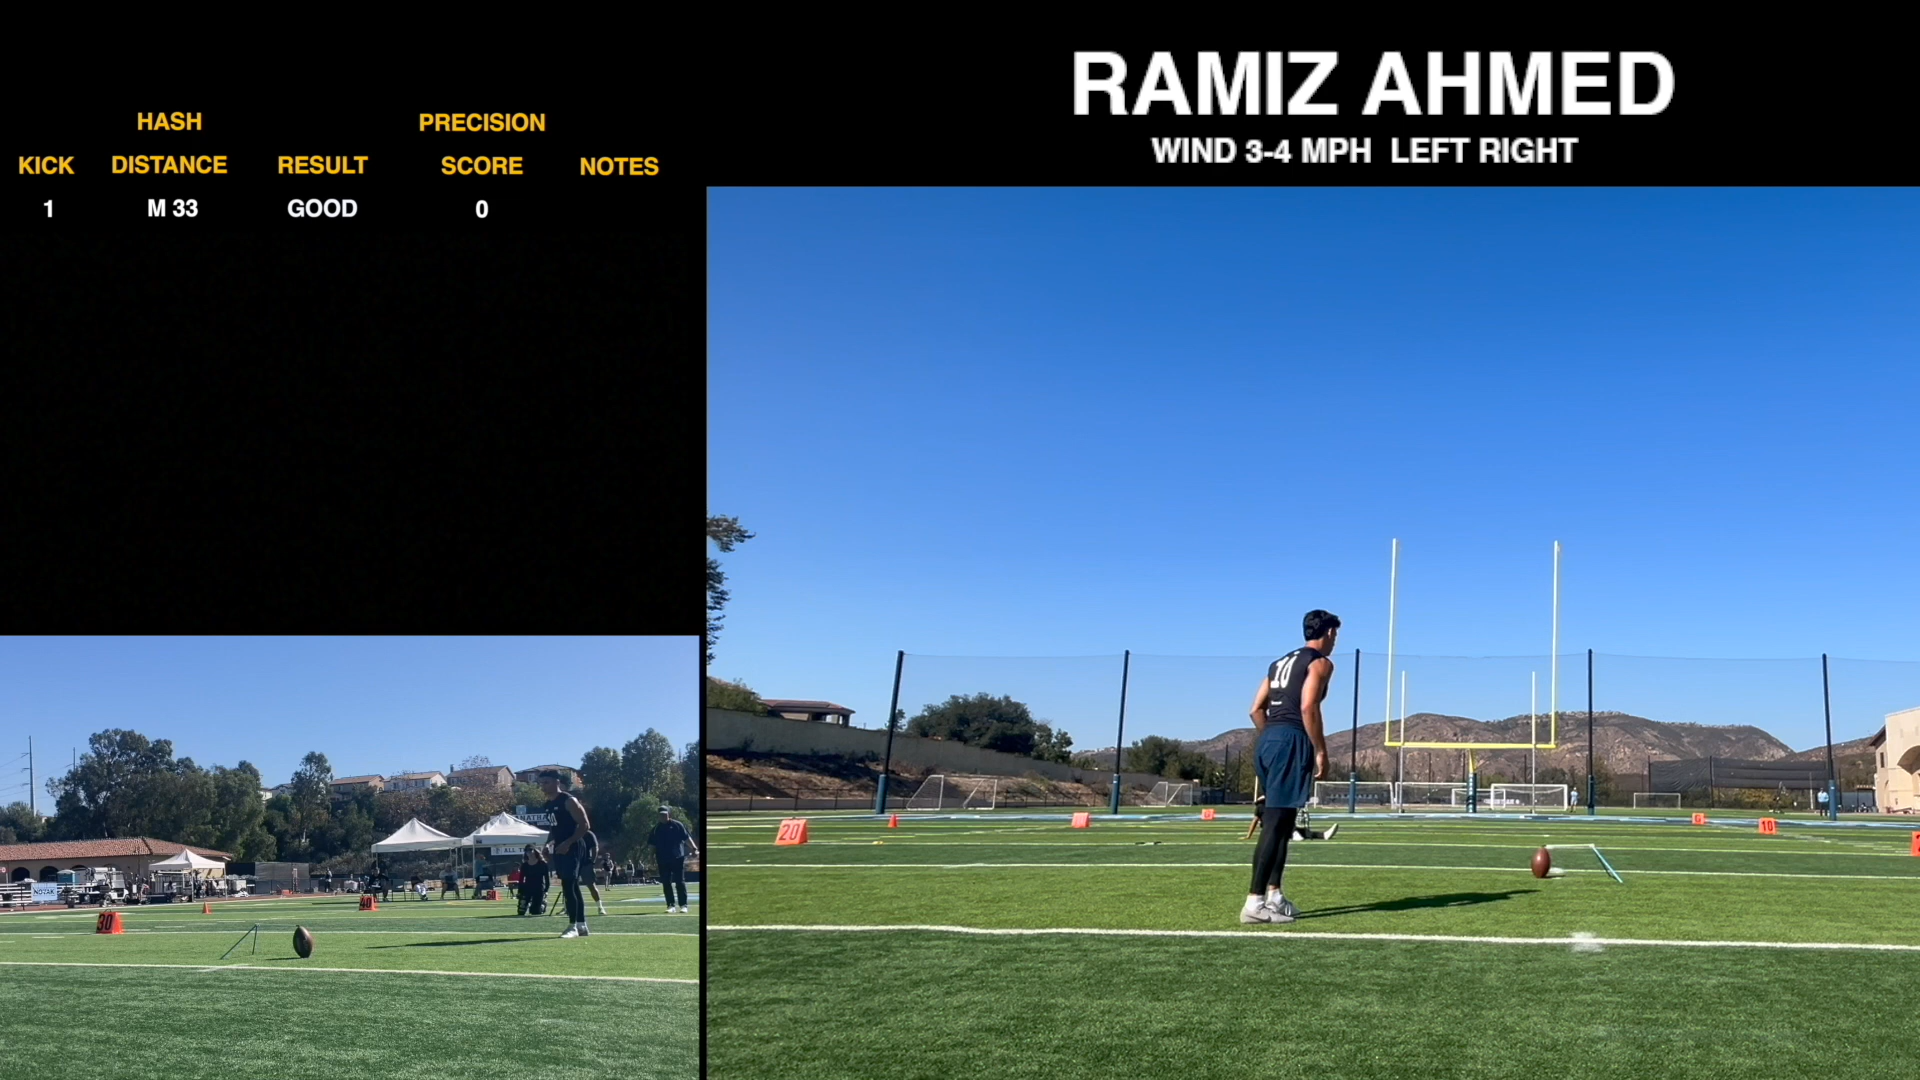 RAMIZ AHMED
WIND 3-4 MPH LEFT RIGHT
HASH PRECISION
KICK DISTANCE RESULT SCORE NOTES
1 M 33 GOOD 0
10
20
10
30
40
NOVAK